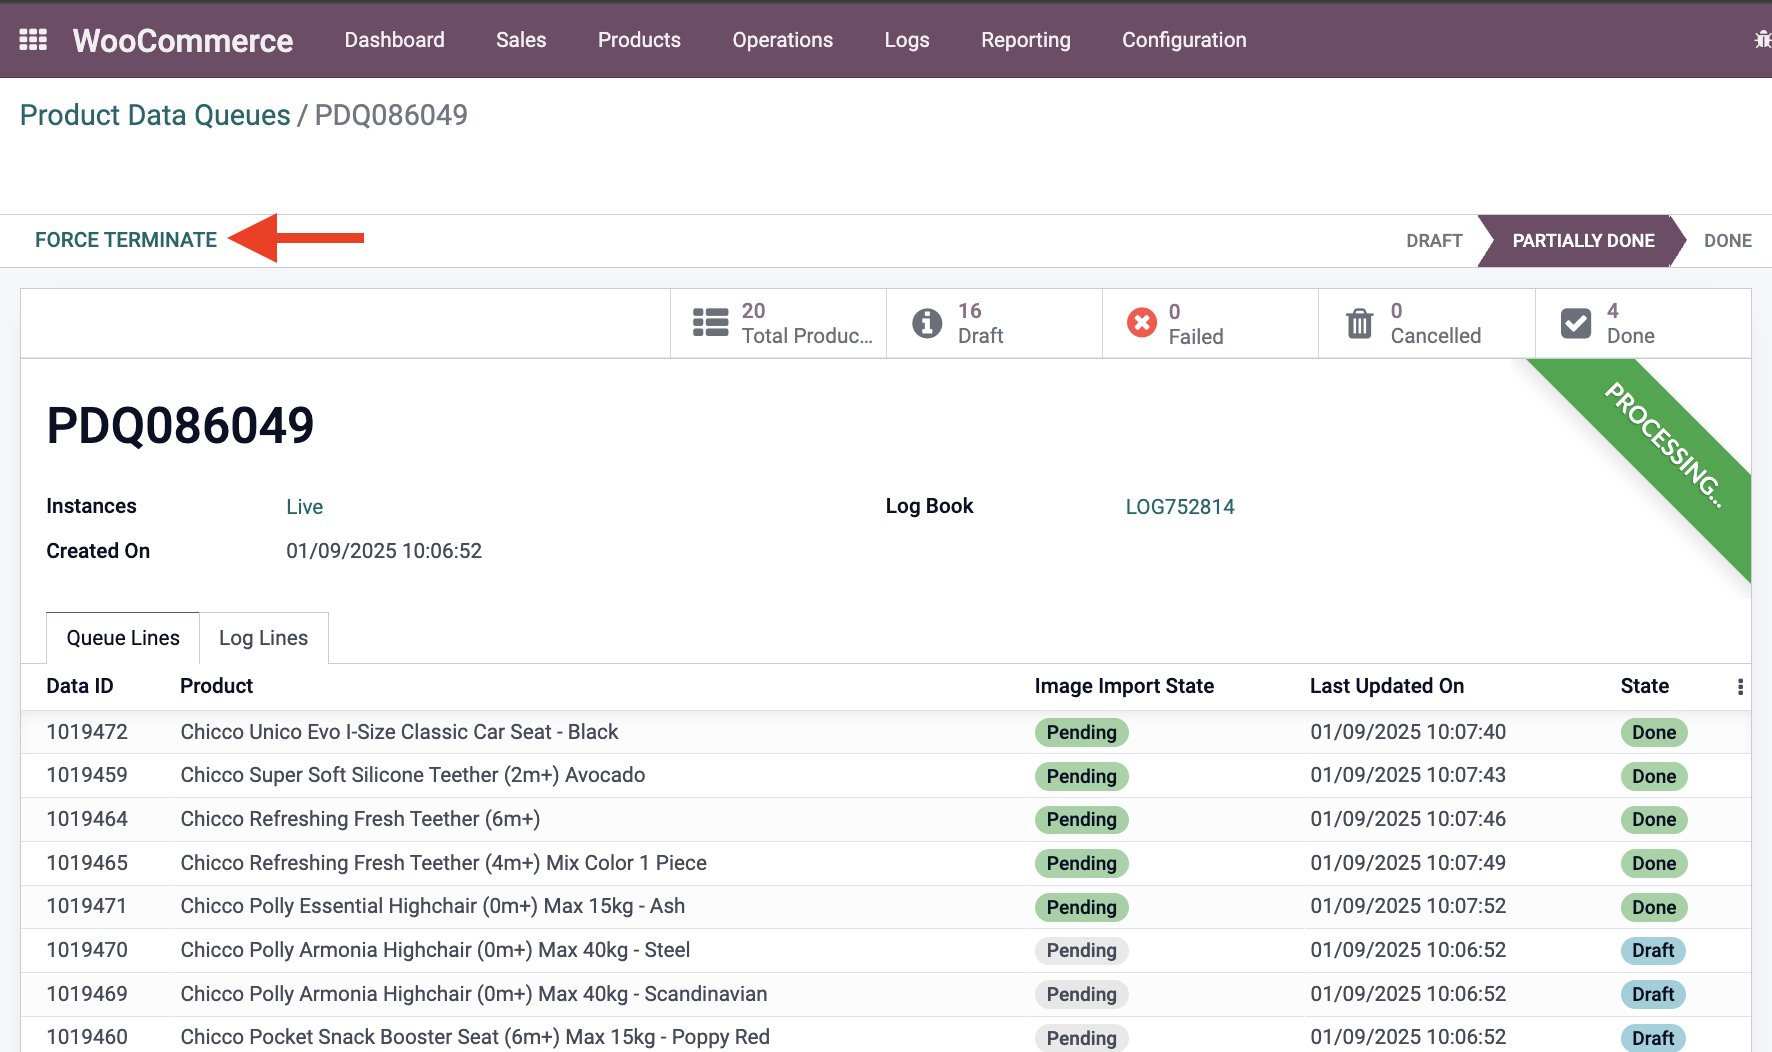 WooCommerce Dashboard Sales Products Operations Logs Reporting Configuration
Product Data Queues / PDQ086049
FORCE TERMINATE DRAFT PARTIALLY DONE DONE
20 Total Produc...
16 Draft
0 Failed
0 Cancelled
4 Done
PROCESSING...
PDQ086049
Instances Live Log Book LOG752814
Created On 01/09/2025 10:06:52
Queue Lines Log Lines
Data ID Product Image Import State Last Updated On State
1019472 Chicco Unico Evo I-Size Classic Car Seat - Black Pending 01/09/2025 10:07:40 Done
1019459 Chicco Super Soft Silicone Teether (2m+) Avocado Pending 01/09/2025 10:07:43 Done
1019464 Chicco Refreshing Fresh Teether (6m+) Pending 01/09/2025 10:07:46 Done
1019465 Chicco Refreshing Fresh Teether (4m+) Mix Color 1 Piece Pending 01/09/2025 10:07:49 Done
1019471 Chicco Polly Essential Highchair (0m+) Max 15kg - Ash Pending 01/09/2025 10:07:52 Done
1019470 Chicco Polly Armonia Highchair (0m+) Max 40kg - Steel Pending 01/09/2025 10:06:52 Draft
1019469 Chicco Polly Armonia Highchair (0m+) Max 40kg - Scandinavian Pending 01/09/2025 10:06:52 Draft
1019460 Chicco Pocket Snack Booster Seat (6m+) Max 15kg - Poppy Red Pending 01/09/2025 10:06:52 Draft